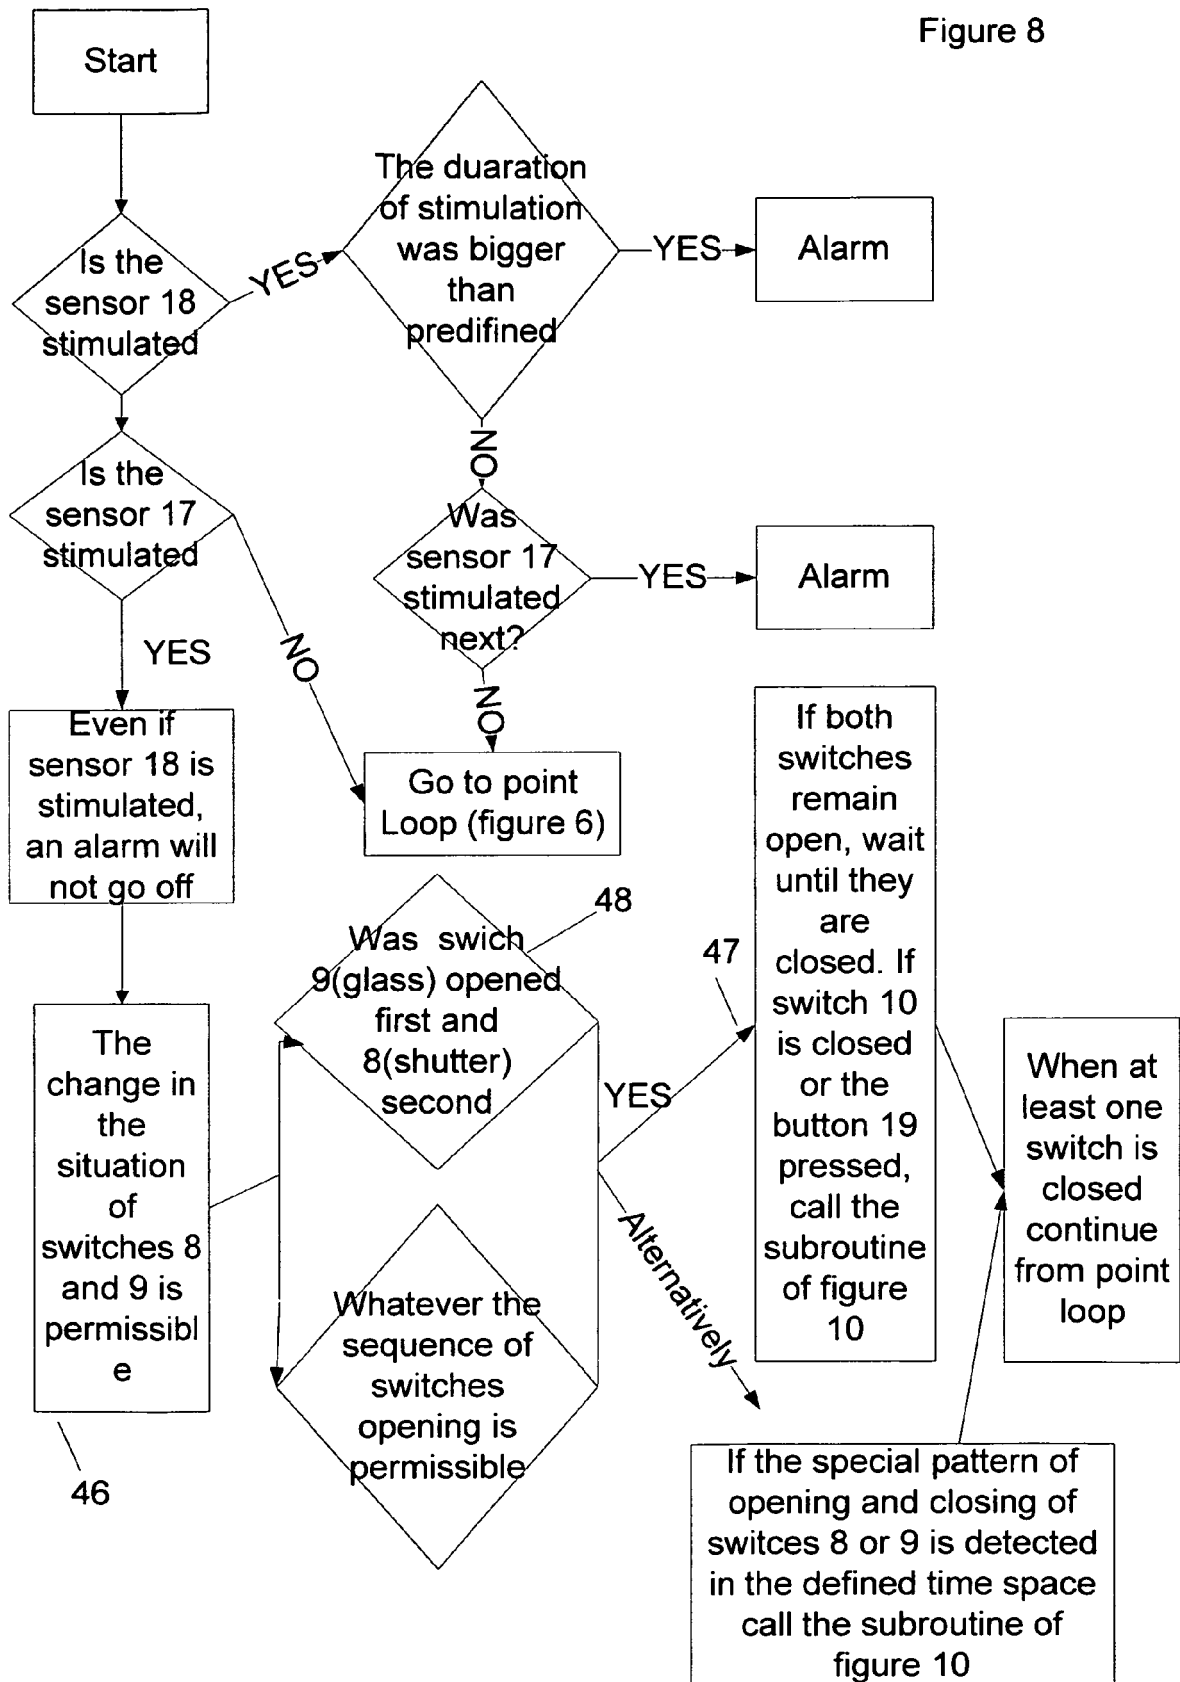 Figure 8
Start
Is the
sensor 18
stimulated
YES
The duaration
of stimulation
was bigger
than
predifined
YES
Alarm
NO
Is the
sensor 17
stimulated
YES
NO
Was
sensor 17
stimulated
next?
YES
Alarm
NO
Go to point
Loop (figure 6)
Even if
sensor 18 is
stimulated,
an alarm will
not go off
The
change in
the
situation
of
switches 8
and 9 is
permissibl
e
46
Was swich
9(glass) opened
first and
8(shutter)
second
48
Whatever the
sequence of
switches
opening is
permissible
YES
47
Alternatively
If both
switches
remain
open, wait
until they
are
closed. If
switch 10
is closed
or the
button 19
pressed,
call the
subroutine
of figure
10
When at
least one
switch is
closed
continue
from point
loop
If the special pattern of
opening and closing of
switces 8 or 9 is detected
in the defined time space
call the subroutine of
figure 10